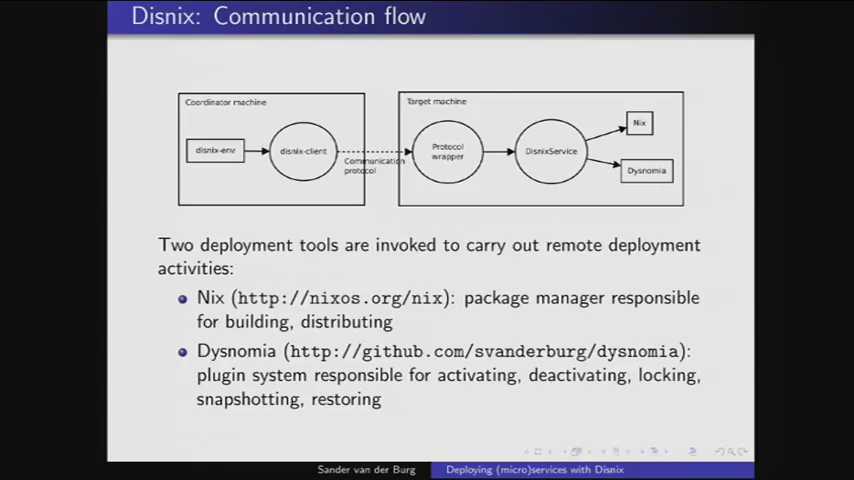 Disnix: Communication flow
Coordinator machine
Target machine
disnix-env
disnix-client
Communication
protocol
Protocol
wrapper
DisnixService
Nix
Dysnomia
Two deployment tools are invoked to carry out remote deployment
activities:
Nix (http://nixos.org/nix): package manager responsible
for building, distributing
Dysnomia (http://github.com/svanderburg/dysnomia):
plugin system responsible for activating, deactivating, locking,
snapshotting, restoring
Sander van der Burg
Deploying (micro)services with Disnix